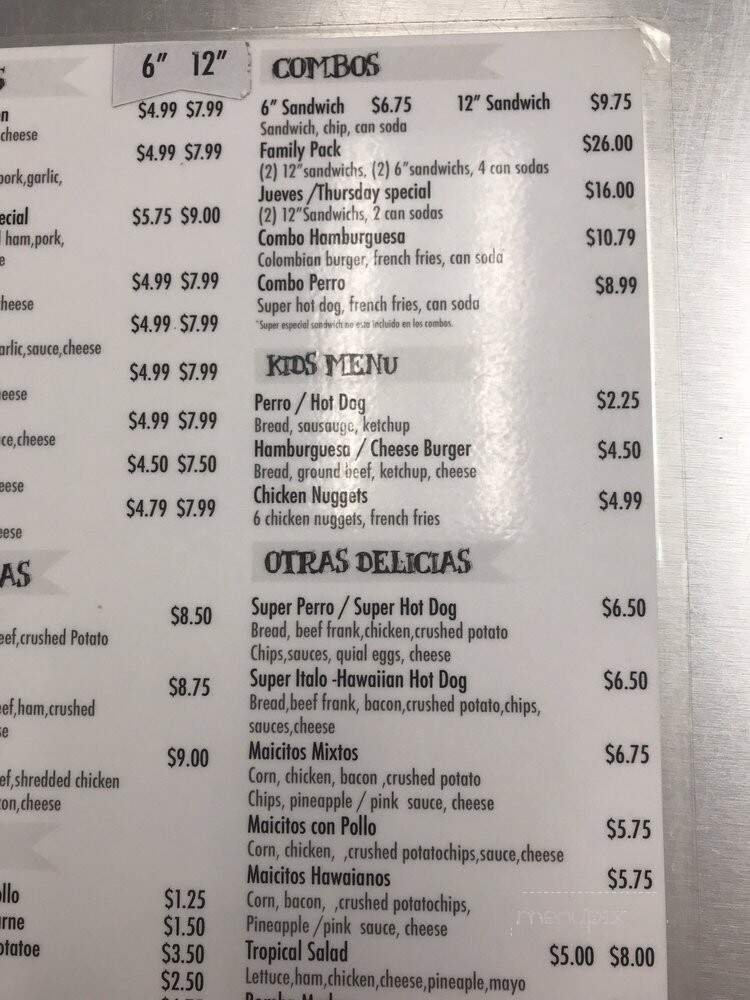 6" 12"
$4.99 $7.99
cheese
$4.99 $7.99
pork,garlic,
ecial $5.75 $9.00
ham,pork,
$4.99 $7.99
heese
$4.99 $7.99
arlic,sauce,cheese
$4.99 $7.99
eese
$4.99 $7.99
ce,cheese
$4.50 $7.50
eese
$4.79 $7.99
eese
AS
$8.50
eef,crushed Potato
$8.75
eef,ham,crushed
se
$9.00
ef,shredded chicken
con,cheese
ollo $1.25
arne $1.50
otatoe $3.50
$2.50
COMBOS
6" Sandwich $6.75 12" Sandwich $9.75
Sandwich, chip, can soda
Family Pack $26.00
(2) 12"sandwichs, (2) 6"sandwichs, 4 can sodas
Jueves /Thursday special $16.00
(2) 12"Sandwichs, 2 can sodas
Combo Hamburguesa $10.79
Colombian burger, french fries, can soda
Combo Perro $8.99
Super hot dog, french fries, can soda
*Super especial sandwich no esta incluido en los combos.
KIDS MENU
Perro / Hot Dog $2.25
Bread, sausauge, ketchup
Hamburguesa / Cheese Burger $4.50
Bread, ground beef, ketchup, cheese
Chicken Nuggets $4.99
6 chicken nuggets, french fries
OTRAS DELICIAS
Super Perro / Super Hot Dog $6.50
Bread, beef frank,chicken,crushed potato
Chips,sauces, quial eggs, cheese
Super Italo -Hawaiian Hot Dog $6.50
Bread,beef frank, bacon,crushed potato,chips,
sauces,cheese
Maicitos Mixtos $6.75
Corn, chicken, bacon ,crushed potato
Chips, pineapple / pink sauce, cheese
Maicitos con Pollo $5.75
Corn, chicken, ,crushed potatochips,sauce,cheese
Maicitos Hawaianos $5.75
Corn, bacon, ,crushed potatochips,
Pineapple /pink sauce, cheese
menupix
Tropical Salad $5.00 $8.00
Lettuce,ham,chicken,cheese,pineaple,mayo